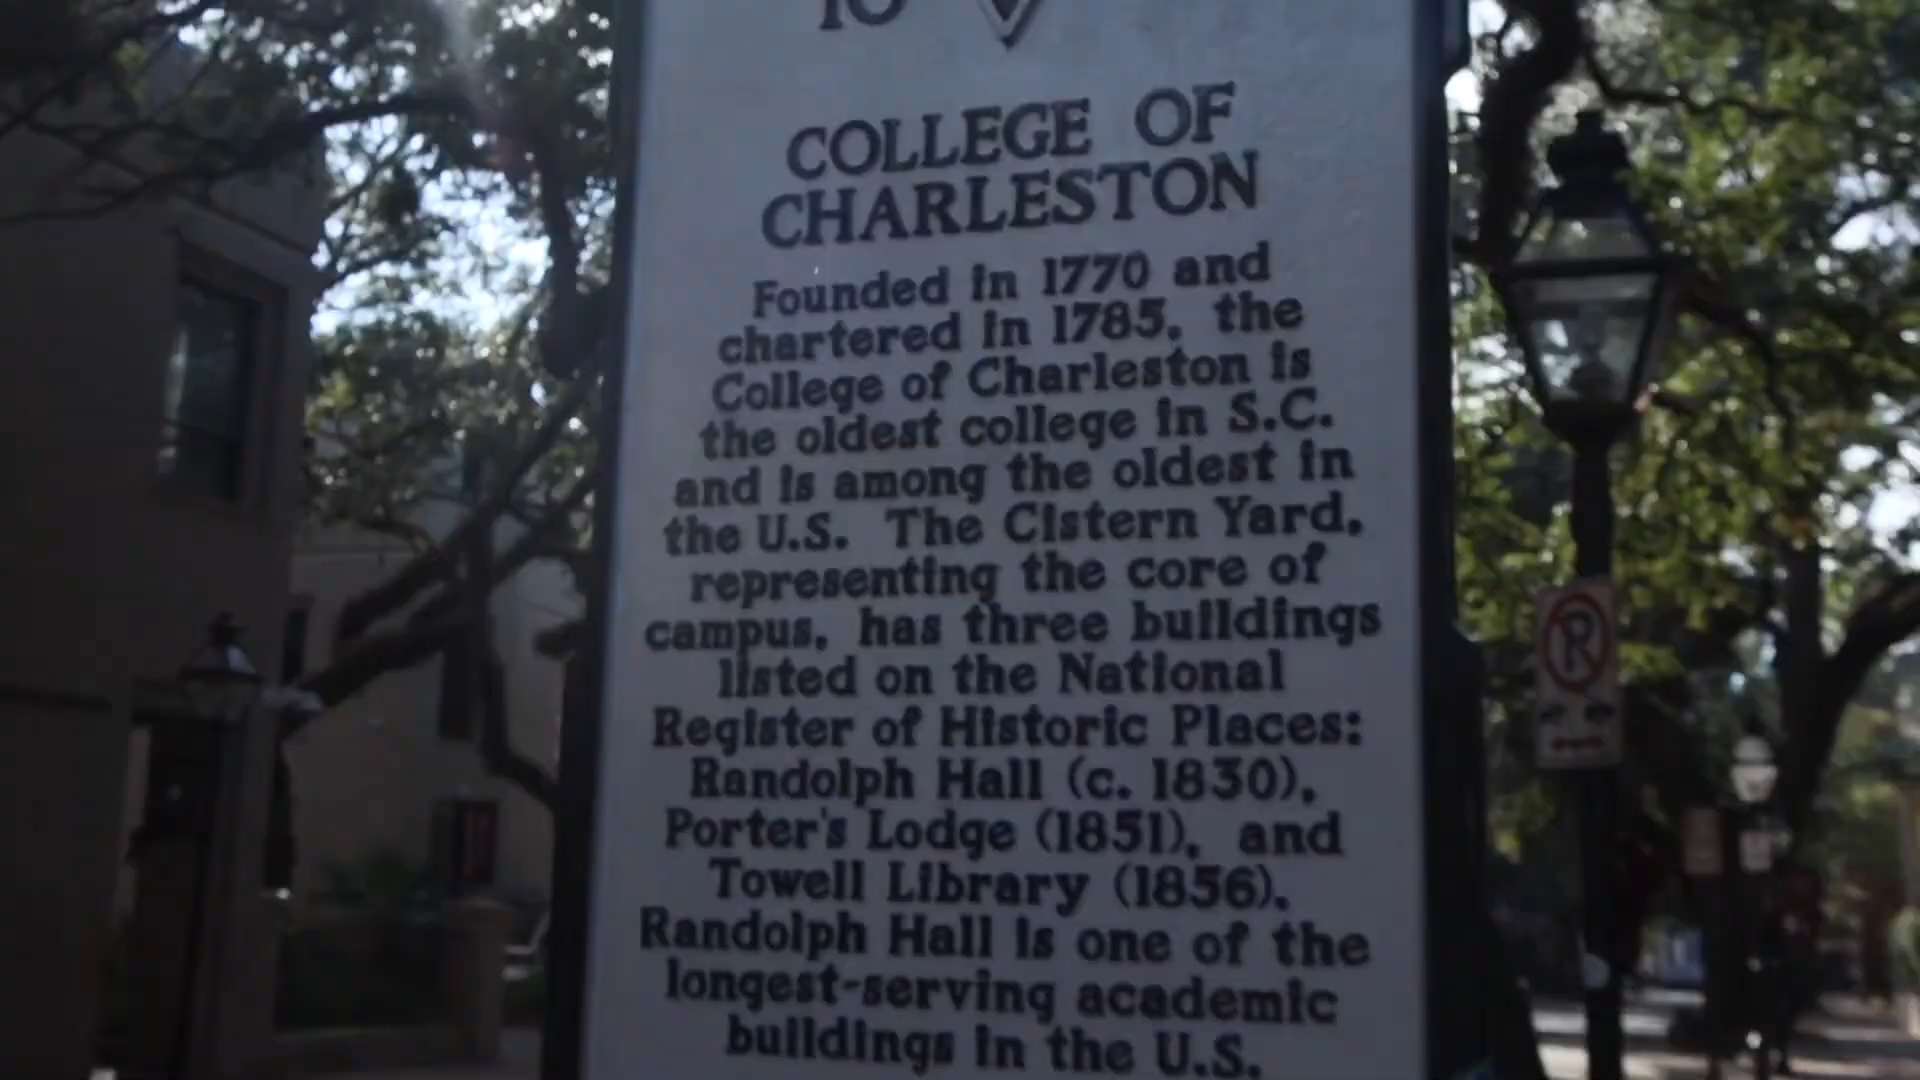 10
COLLEGE OF
CHARLESTON
Founded in 1770 and
chartered in 1785, the
College of Charleston is
the oldest college in S.C.
and is among the oldest in
the U.S. The Cistern Yard,
representing the core of
campus, has three buildings
listed on the National
Register of Historic Places:
Randolph Hall (c. 1830),
Porter's Lodge (1851), and
Towell Library (1856).
Randolph Hall is one of the
longest-serving academic
buildings in the U.S.
P